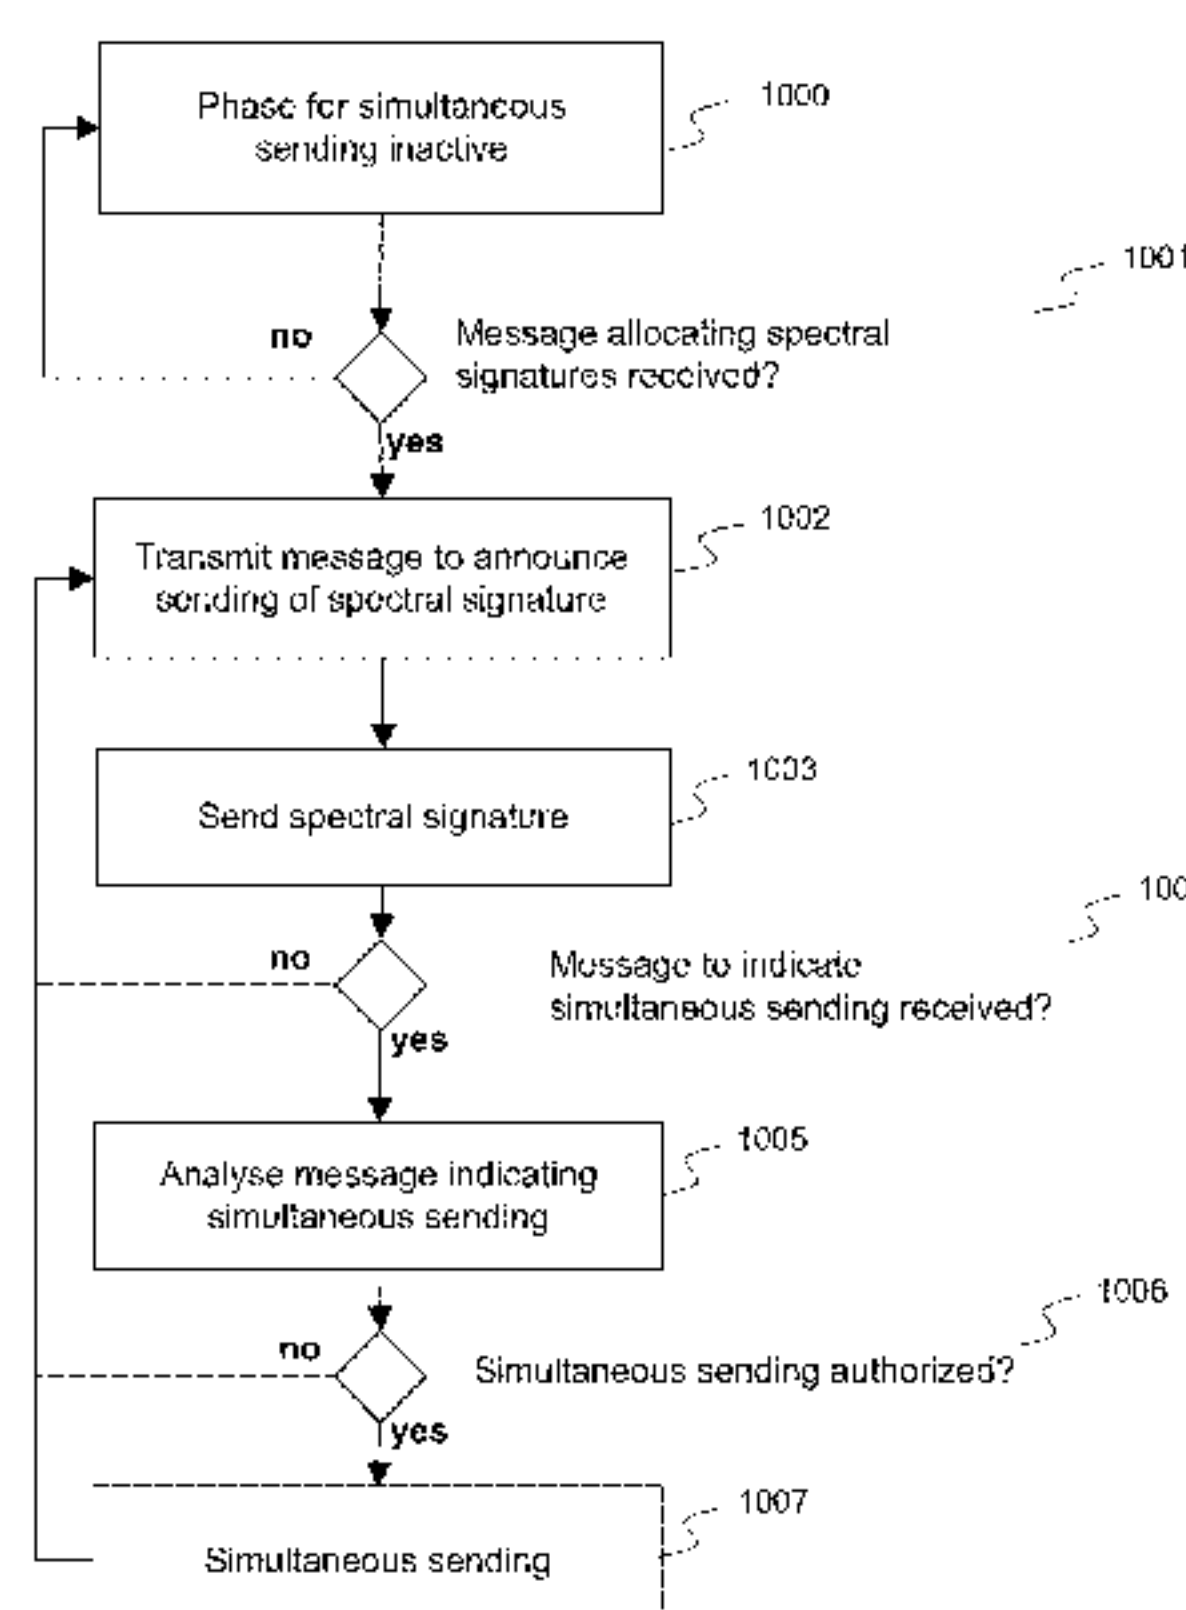 Phase for simultaneous
sending inactive
1000
1001
no
Message allocating spectral
signatures received?
yes
1002
Transmit message to announce
sending of spectral signature
1003
Send spectral signature
100
no
Message to indicate
simultaneous sending received?
yes
1005
Analyse message indicating
simultaneous sending
1006
no
Simultaneous sending authorized?
yes
1007
Simultaneous sending